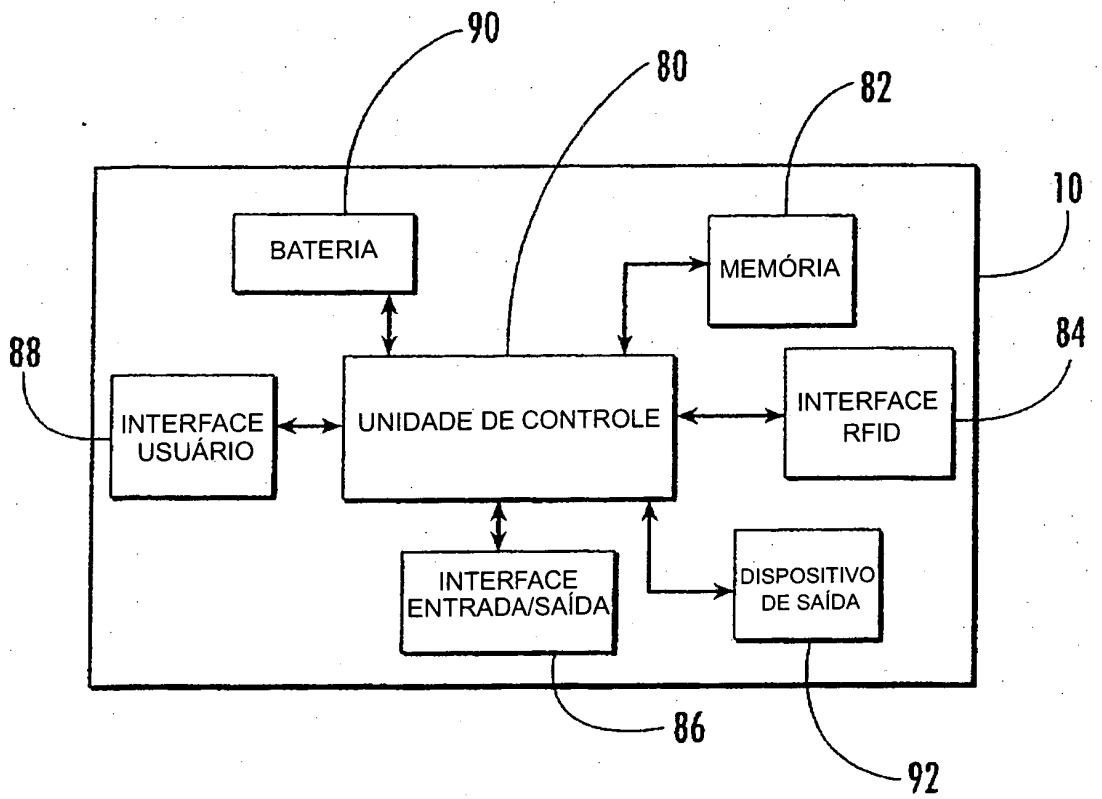 90
80
82
10
BATERIA
MEMÓRIA
88
84
INTERFACE
USUÁRIO
UNIDADE DE CONTROLE
INTERFACE
RFID
INTERFACE
ENTRADA/SAÍDA
DISPOSITIVO
DE SAÍDA
86
92